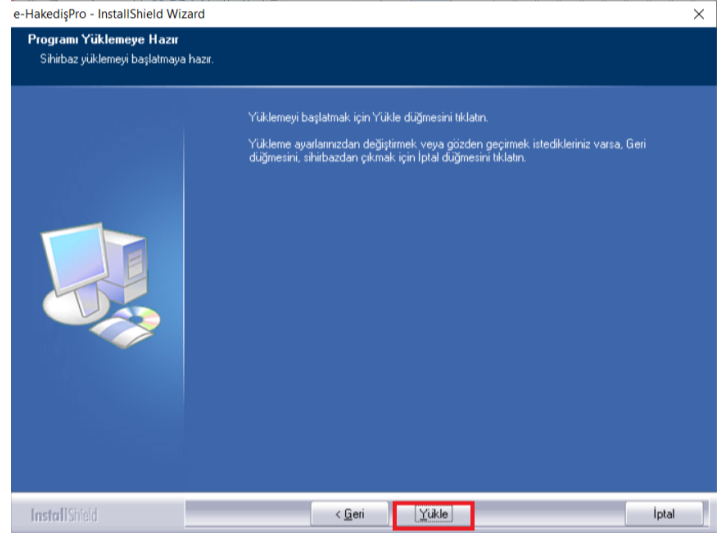 e-HakedişPro - InstallShield Wizard
Programı Yüklemeye Hazır
Sihirbaz yüklemeyi başlatmaya hazır.
Yüklemeyi başlatmak için Yükle düğmesini tıklatın.
Yükleme ayarlarınızdan değiştirmek veya gözden geçirmek istedikleriniz varsa, Geri
düğmesini, sihirbazdan çıkmak için İptal düğmesini tıklatın.
InstallShield
< Geri
Yükle
İptal